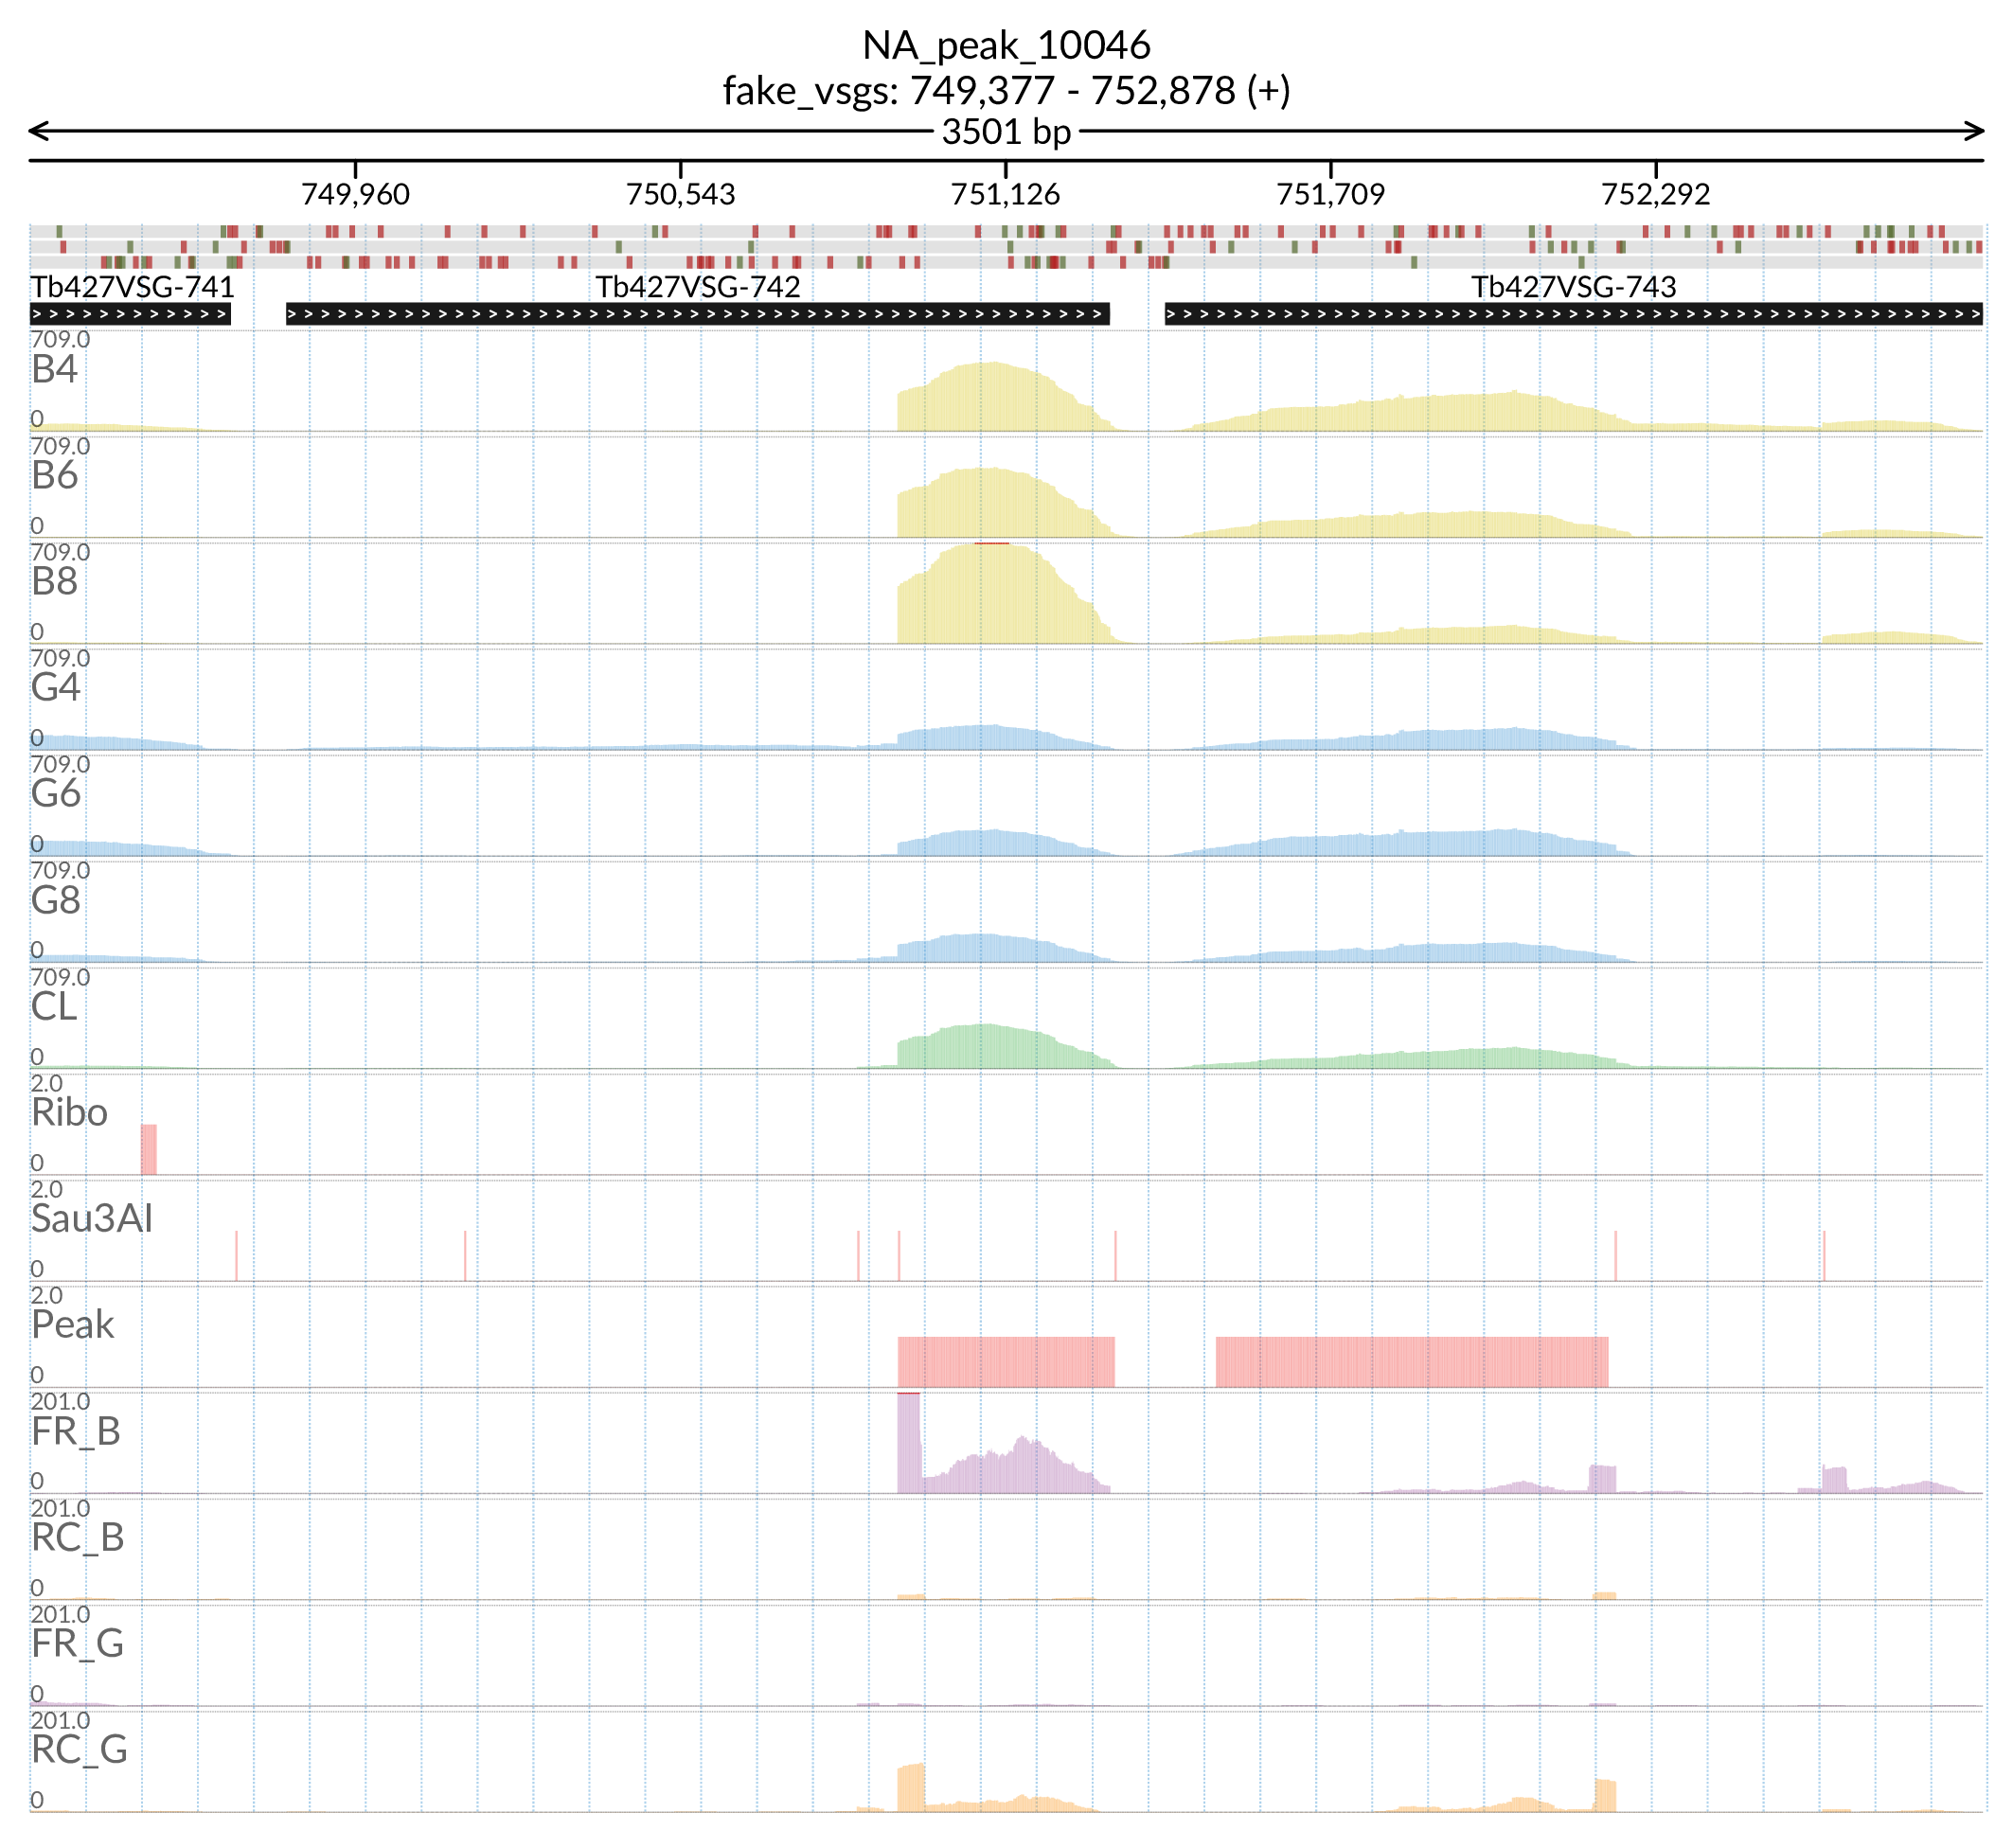 NA_peak_10046
fake_vsgs: 749,377 - 752,878 (+)
3501 bp
749,960 750,543 751,126 751,709 752,292
Tb427VSG-741 Tb427VSG-742 Tb427VSG-743
709.0
B4
0
709.0
B6
0
709.0
B8
0
709.0
G4
0
709.0
G6
0
709.0
G8
0
709.0
CL
0
2.0
Ribo
0
2.0
Sau3AI
0
2.0
Peak
0
201.0
FR_B
0
201.0
RC_B
0
201.0
FR_G
0
201.0
RC_G
0